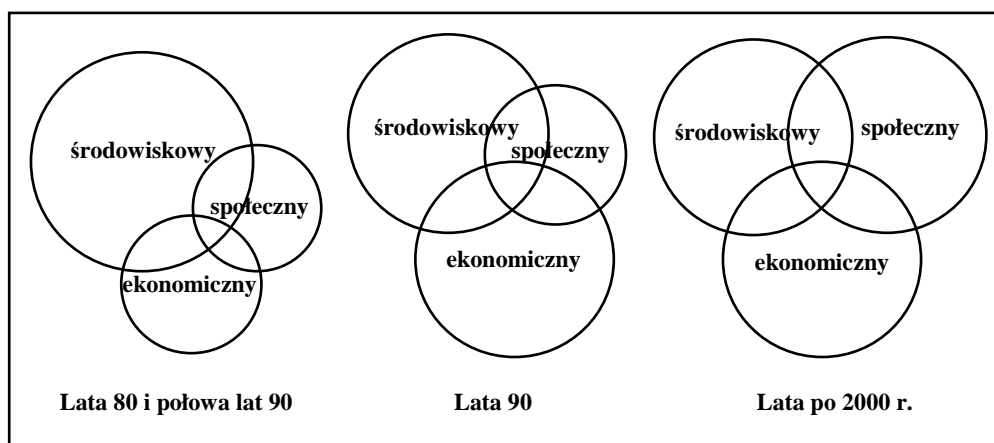 środowiskowy
społeczny
ekonomiczny
Lata 80 i połowa lat 90
środowiskowy
społeczny
ekonomiczny
Lata 90
środowiskowy
społeczny
ekonomiczny
Lata po 2000 r.